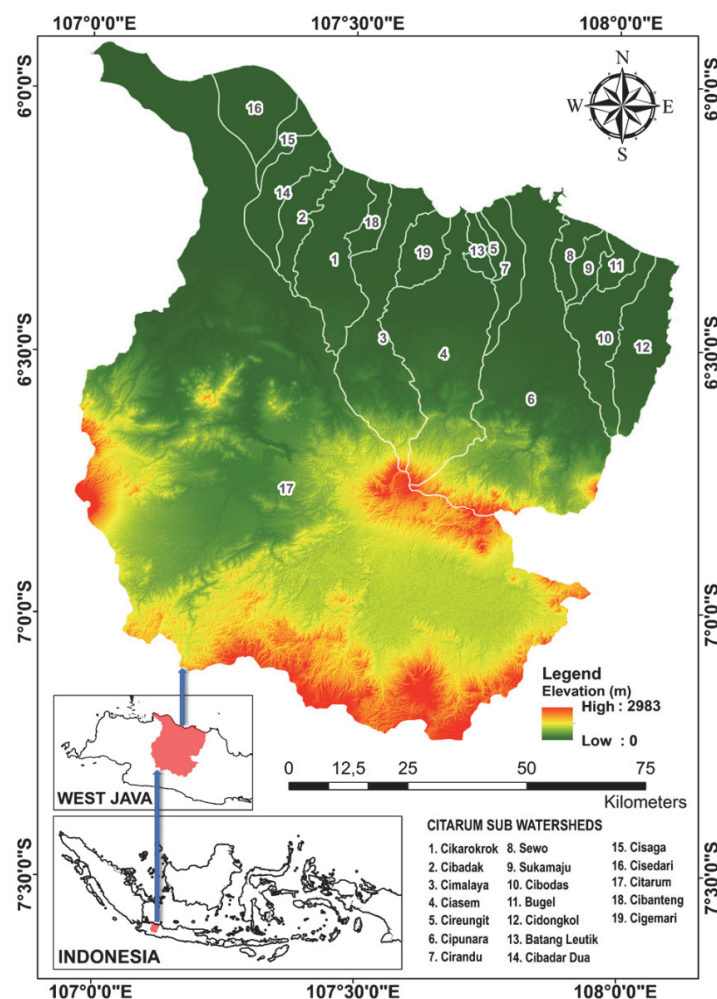 107°0'0"E 107°30'0"E 108°0'0"E
6°0'0"S
6°0'0"S
N
W E
S
16
15
14
2
18
1
19
13
5
7
8
9
11
3
4
10
12
6
6°30'0"S
6°30'0"S
17
7°0'0"S
7°0'0"S
Legend
Elevation (m)
High : 2983
Low : 0
0 12,5 25 50 75
Kilometers
WEST JAVA
CITARUM SUB WATERSHEDS
1. Cikarokrok
2. Cibadak
3. Cimalaya
4. Ciasem
5. Cireungit
6. Cipunara
7. Cirandu
8. Sewo
9. Sukamaju
10. Cibodas
11. Bugel
12. Cidongkol
13. Batang Leutik
14. Cibadar Dua
15. Cisaga
16. Cisedari
17. Citarum
18. Cibanteng
19. Cigemari
7°30'0"S
7°30'0"S
INDONESIA
107°0'0"E 107°30'0"E 108°0'0"E